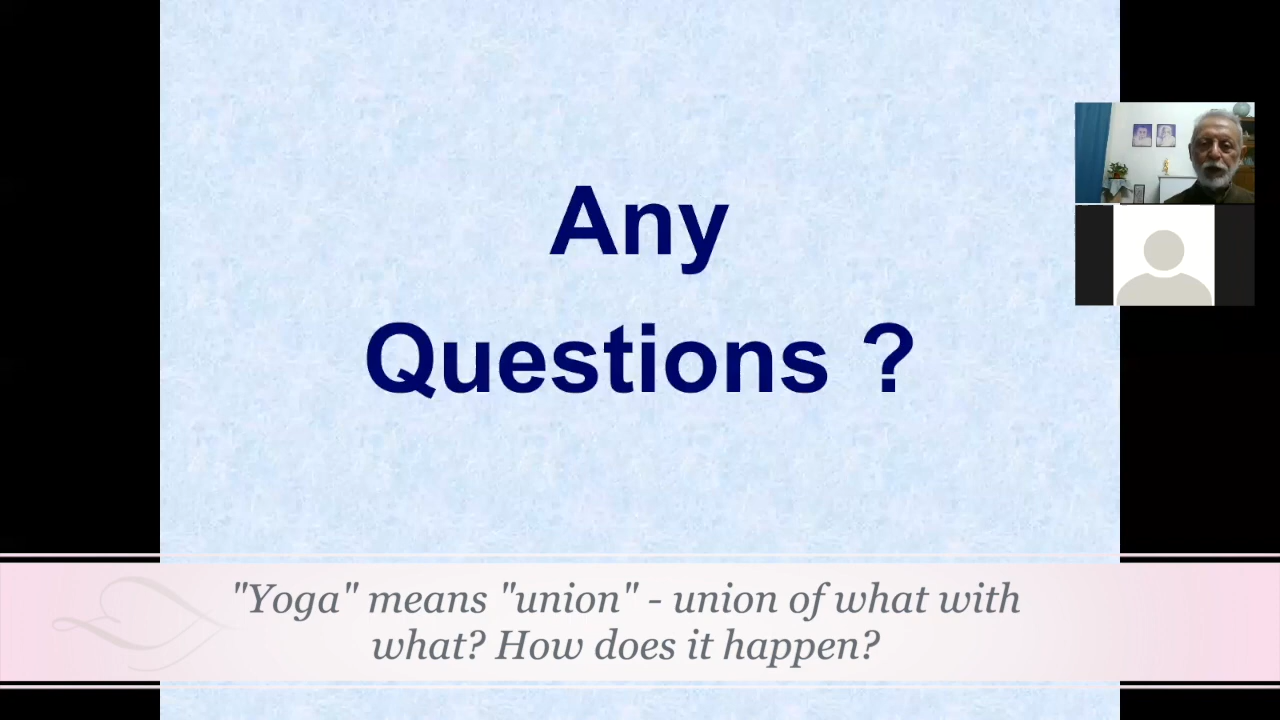 Any
Questions ?
"Yoga" means "union" - union of what with
what? How does it happen?